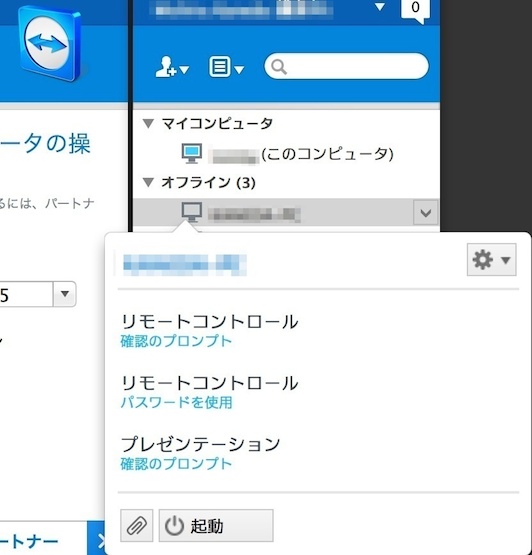 0
マイコンピュータ
(このコンピュータ)
オフライン (3)
ータの操
るには、パートナ
5
リモートコントロール
確認のプロンプト
リモートコントロール
パスワードを使用
プレゼンテーション
確認のプロンプト
起動
ートナー